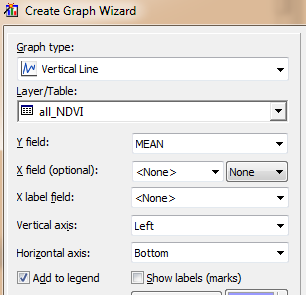 Create Graph Wizard
Graph type:
Vertical Line
Layer/Table:
all_NDVI
Y field:
MEAN
X field (optional):
<None>
None
X label field:
<None>
Vertical axis:
Left
Horizontal axis:
Bottom
Add to legend
Show labels (marks)